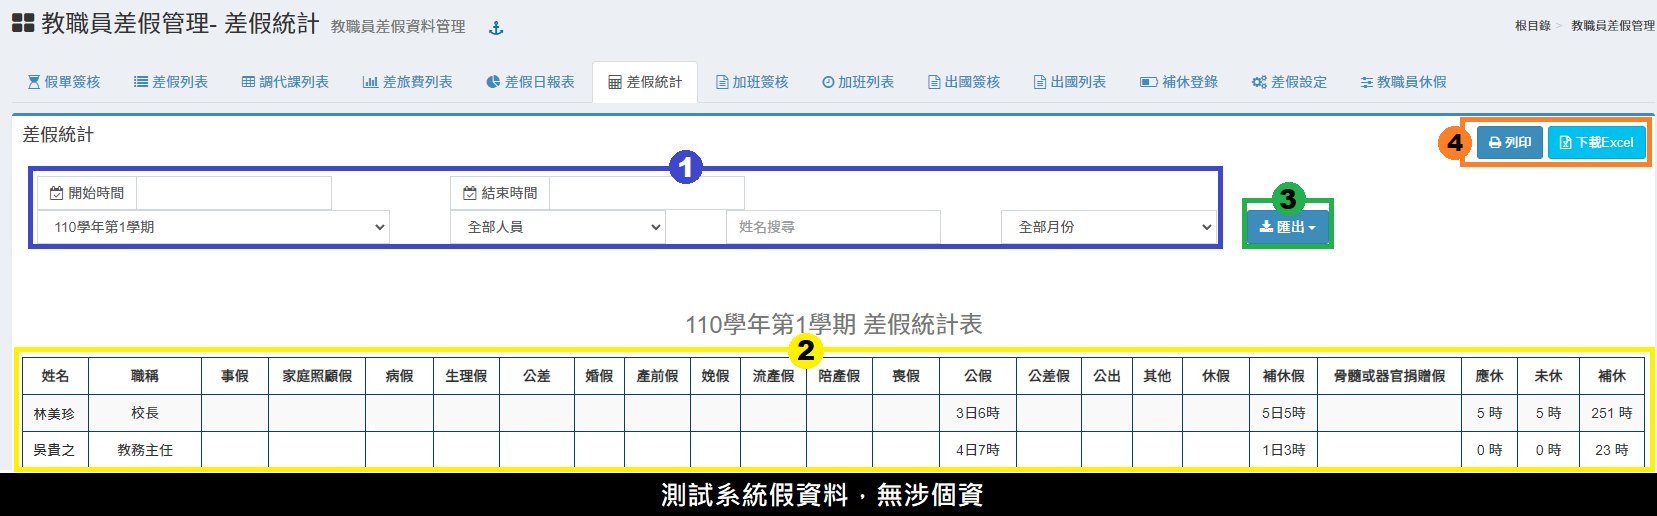 教職員差假管理- 差假統計 教職員差假資料管理
根目錄 > 教職員差假管理
假單簽核 差假列表 調代課列表 差旅費列表 差假日報表 差假統計 加班簽核 加班列表 出國簽核 出國列表 補休登錄 差假設定 教職員休假
差假統計
4 列印 下載Excel
1
開始時間 結束時間
3
110學年第1學期 全部人員 姓名搜尋 全部月份 匯出
110學年第1學期 差假統計表
2
姓名 職稱 事假 家庭照顧假 病假 生理假 公差 婚假 產前假 娩假 流產假 陪產假 喪假 公假 公差假 公出 其他 休假 補休假 骨髓或器官捐贈假 應休 未休 補休
林美珍 校長 3日6時 5日5時 5 時 5 時 251 時
吳貴之 教務主任 4日7時 1日3時 0 時 0 時 23 時
測試系統假資料，無涉個資